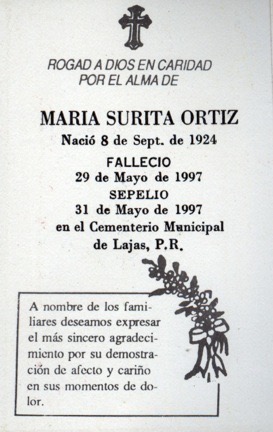 ROGAD A DIOS EN CARIDAD
POR EL ALMA DE
MARIA SURITA ORTIZ
Nació 8 de Sept. de 1924
FALLECIO
29 de Mayo de 1997
SEPELIO
31 de Mayo de 1997
en el Cementerio Municipal
de Lajas, P.R.
A nombre de los fami-
liares deseamos expresar
el más sincero agradeci-
miento por su demostra-
ción de afecto y cariño
en sus momentos de do-
lor.